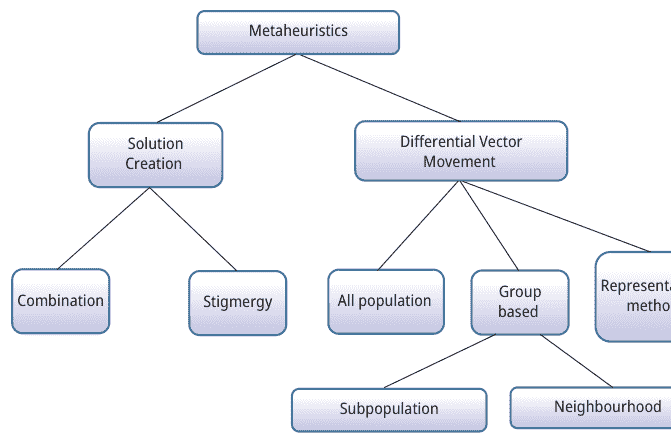 Metaheuristics
Solution
Creation
Differential Vector
Movement
Combination
Stigmergy
All population
Group
based
Subpopulation
Neighbourhood